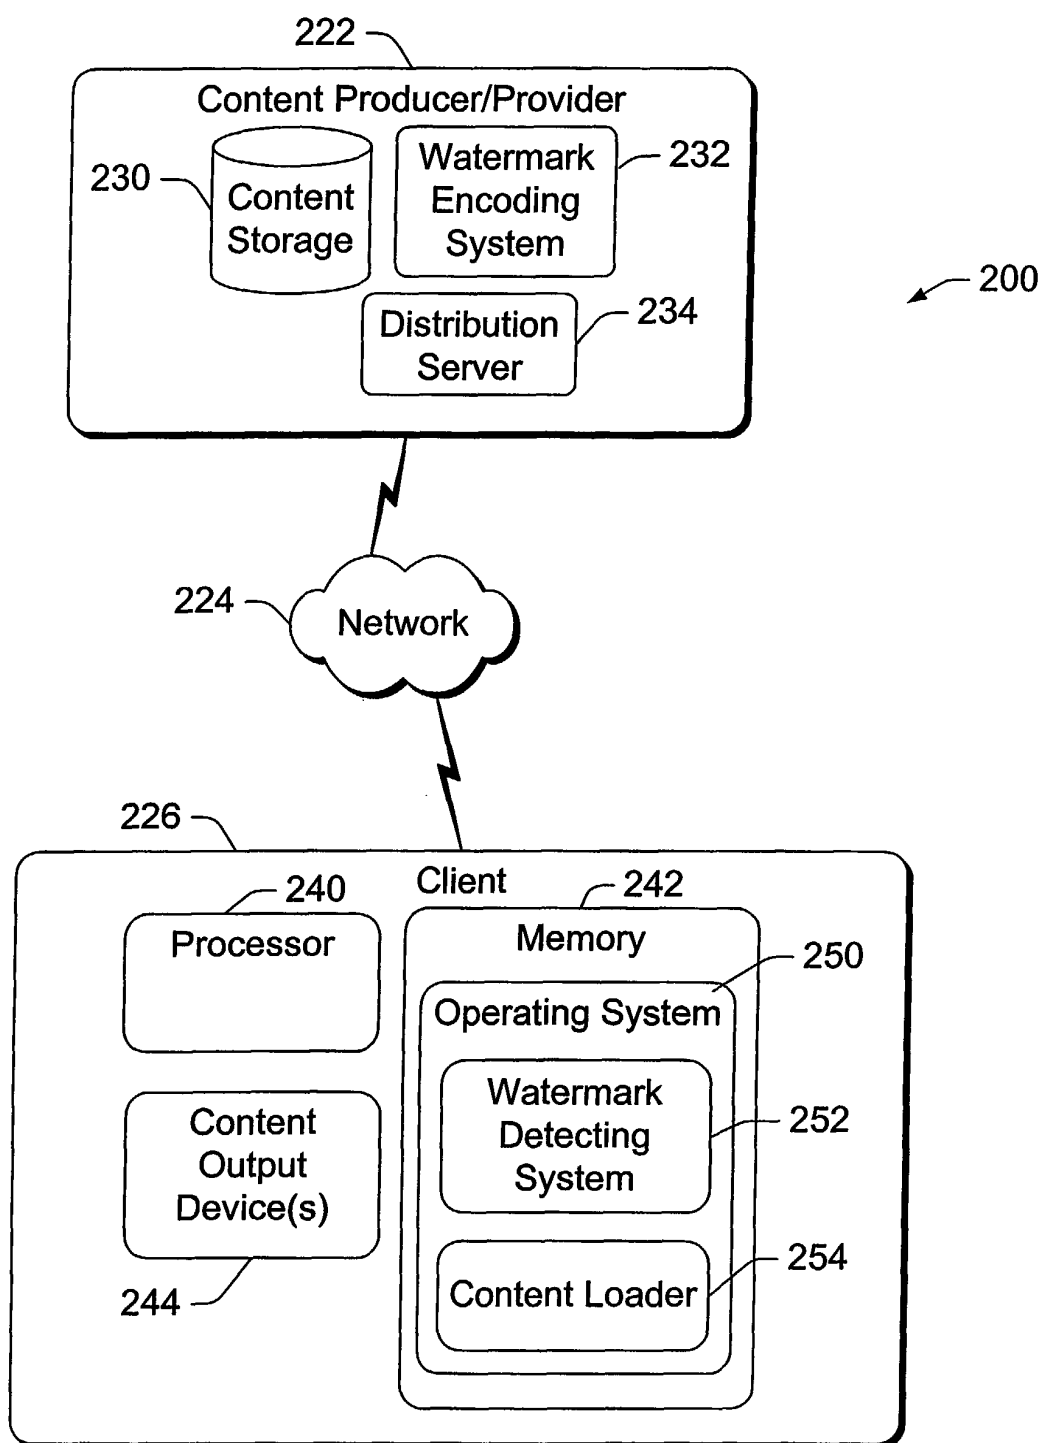 222
Content Producer/Provider
230
Content
Storage
Watermark
Encoding
System
232
200
Distribution
Server
234
224
Network
226
Client
240
Processor
242
Memory
250
Operating System
Content
Output
Device(s)
244
Watermark
Detecting
System
252
Content Loader
254